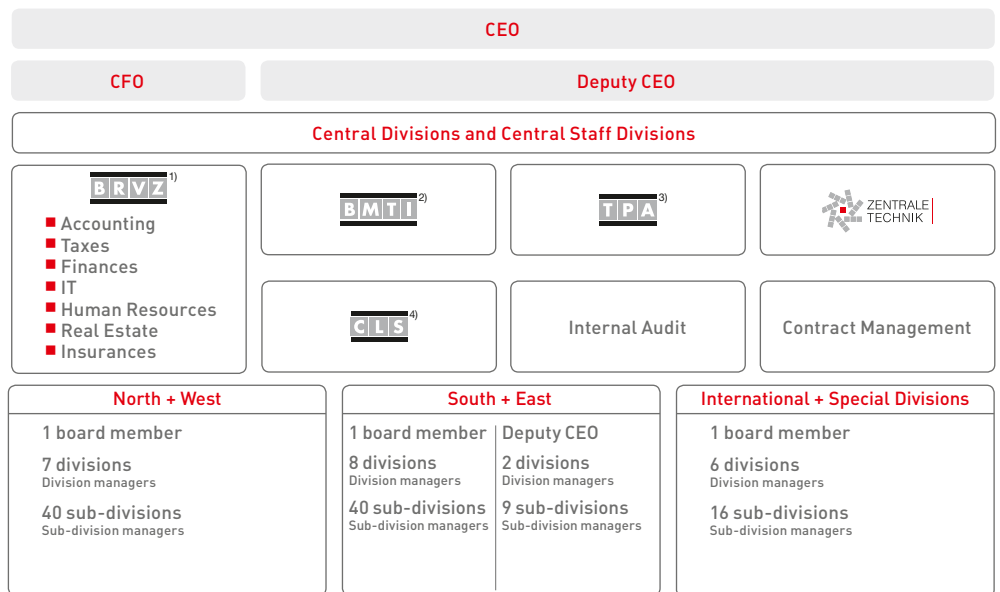 CEO
CFO
Deputy CEO
Central Divisions and Central Staff Divisions
BRVZ 1)
Accounting
Taxes
Finances
IT
Human Resources
Real Estate
Insurances
BMTI 2)
TPA 3)
ZENTRALE
TECHNIK
CLS 4)
Internal Audit
Contract Management
North + West
1 board member
7 divisions
Division managers
40 sub-divisions
Sub-division managers
South + East
1 board member
8 divisions
Division managers
40 sub-divisions
Sub-division managers
Deputy CEO
2 divisions
Division managers
9 sub-divisions
Sub-division managers
International + Special Divisions
1 board member
6 divisions
Division managers
16 sub-divisions
Sub-division managers